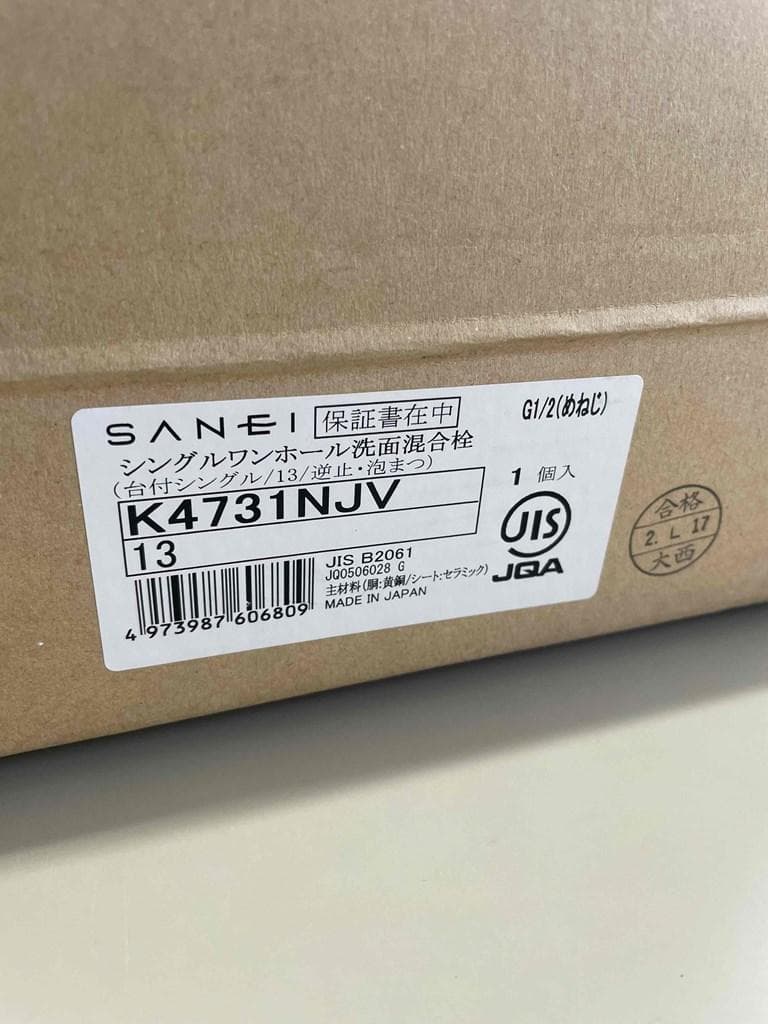 SANEI 保証書在中 G1/2(めねじ)
シングルワンホール洗面混合栓
(台付シングル/13/逆止・泡まつ)
K4731NJV
1 個入
13
JIS
JQA
JIS B2061
JQ0506028 G
主材料(胴:黄銅/シート:セラミック)
MADE IN JAPAN
4 973987 606809
合格
2. L 17
大西